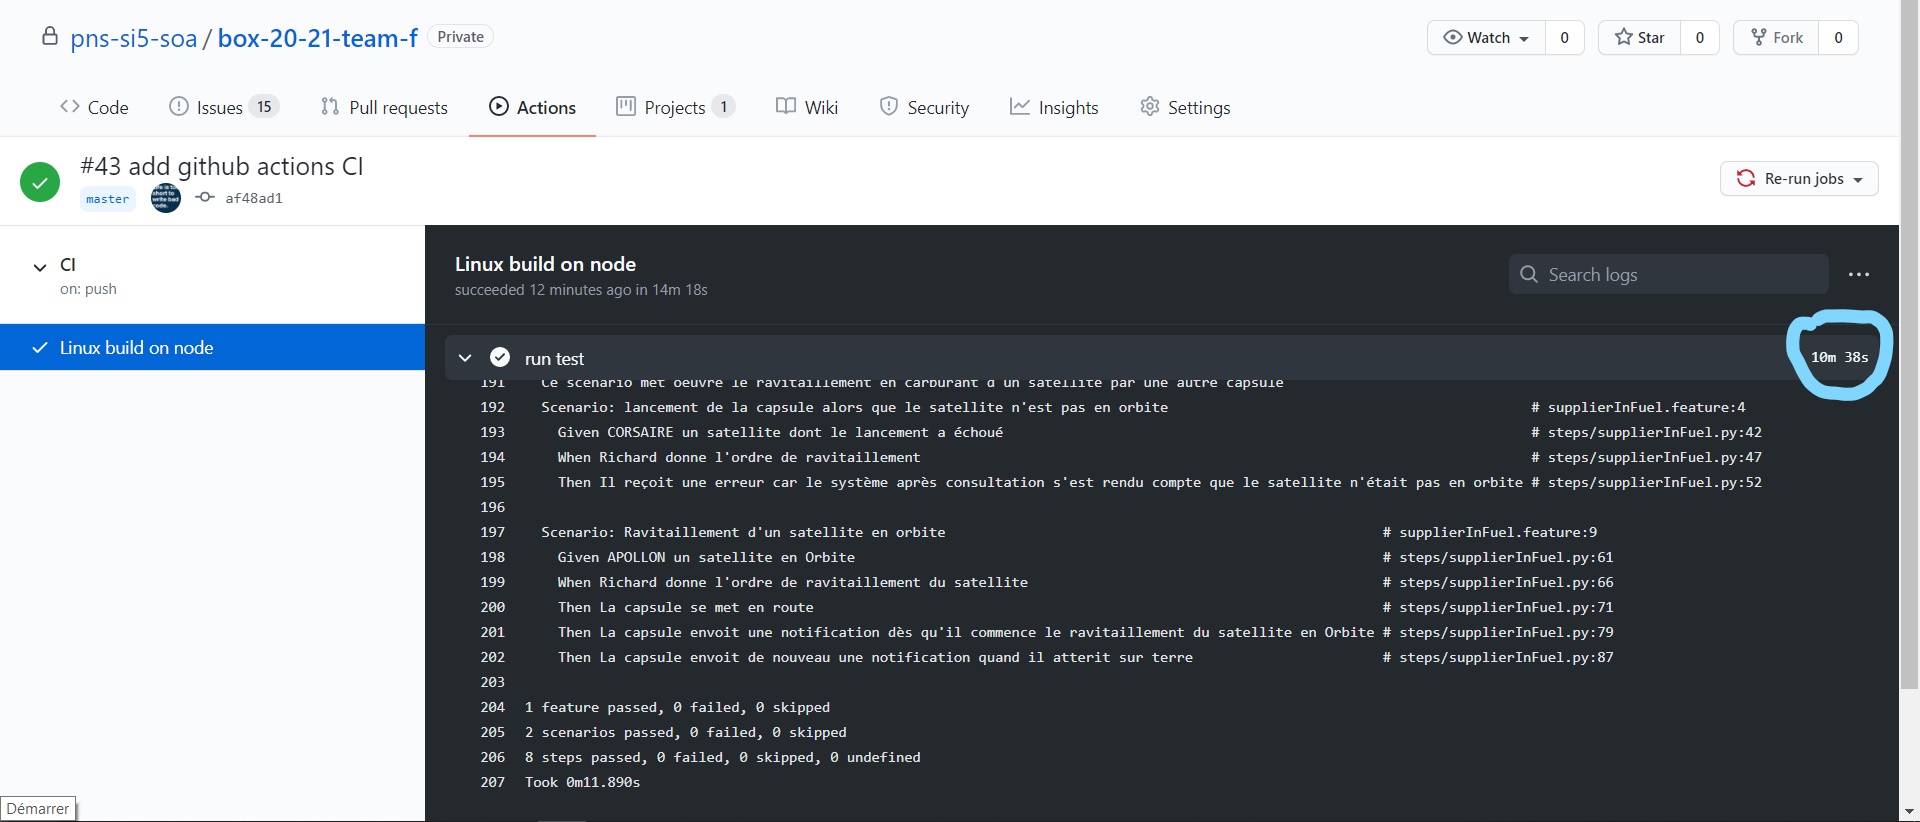 pns-si5-soa / box-20-21-team-f Private
Watch 0 Star 0 Fork 0
Code Issues 15 Pull requests Actions Projects 1 Wiki Security Insights Settings
#43 add github actions CI
master af48ad1
Re-run jobs
CI
on: push
Linux build on node
Linux build on node
succeeded 12 minutes ago in 14m 18s
Search logs
run test 10m 38s
191 Ce scenario met oeuvre le ravitaillement en carburant d'un satellite par une autre capsule
192 Scenario: lancement de la capsule alors que le satellite n'est pas en orbite # supplierInFuel.feature:4
193 Given CORSAIRE un satellite dont le lancement a échoué # steps/supplierInFuel.py:42
194 When Richard donne l'ordre de ravitaillement # steps/supplierInFuel.py:47
195 Then Il reçoit une erreur car le système après consultation s'est rendu compte que le satellite n'était pas en orbite # steps/supplierInFuel.py:52
196
197 Scenario: Ravitaillement d'un satellite en orbite # supplierInFuel.feature:9
198 Given APOLLON un satellite en Orbite # steps/supplierInFuel.py:61
199 When Richard donne l'ordre de ravitaillement du satellite # steps/supplierInFuel.py:66
200 Then La capsule se met en route # steps/supplierInFuel.py:71
201 Then La capsule envoit une notification dès qu'il commence le ravitaillement du satellite en Orbite # steps/supplierInFuel.py:79
202 Then La capsule envoit de nouveau une notification quand il atterit sur terre # steps/supplierInFuel.py:87
203
204 1 feature passed, 0 failed, 0 skipped
205 2 scenarios passed, 0 failed, 0 skipped
206 8 steps passed, 0 failed, 0 skipped, 0 undefined
207 Took 0m11.890s
Démarrer